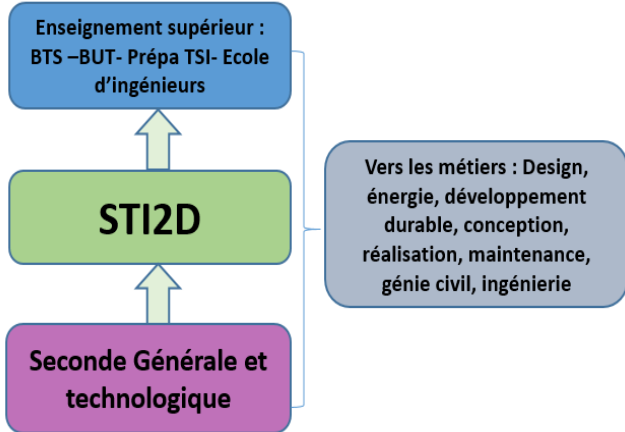 Enseignement supérieur :
BTS –BUT- Prépa TSI- Ecole
d’ingénieurs
STI2D
Seconde Générale et
technologique
Vers les métiers : Design,
énergie, développement
durable, conception,
réalisation, maintenance,
génie civil, ingénierie